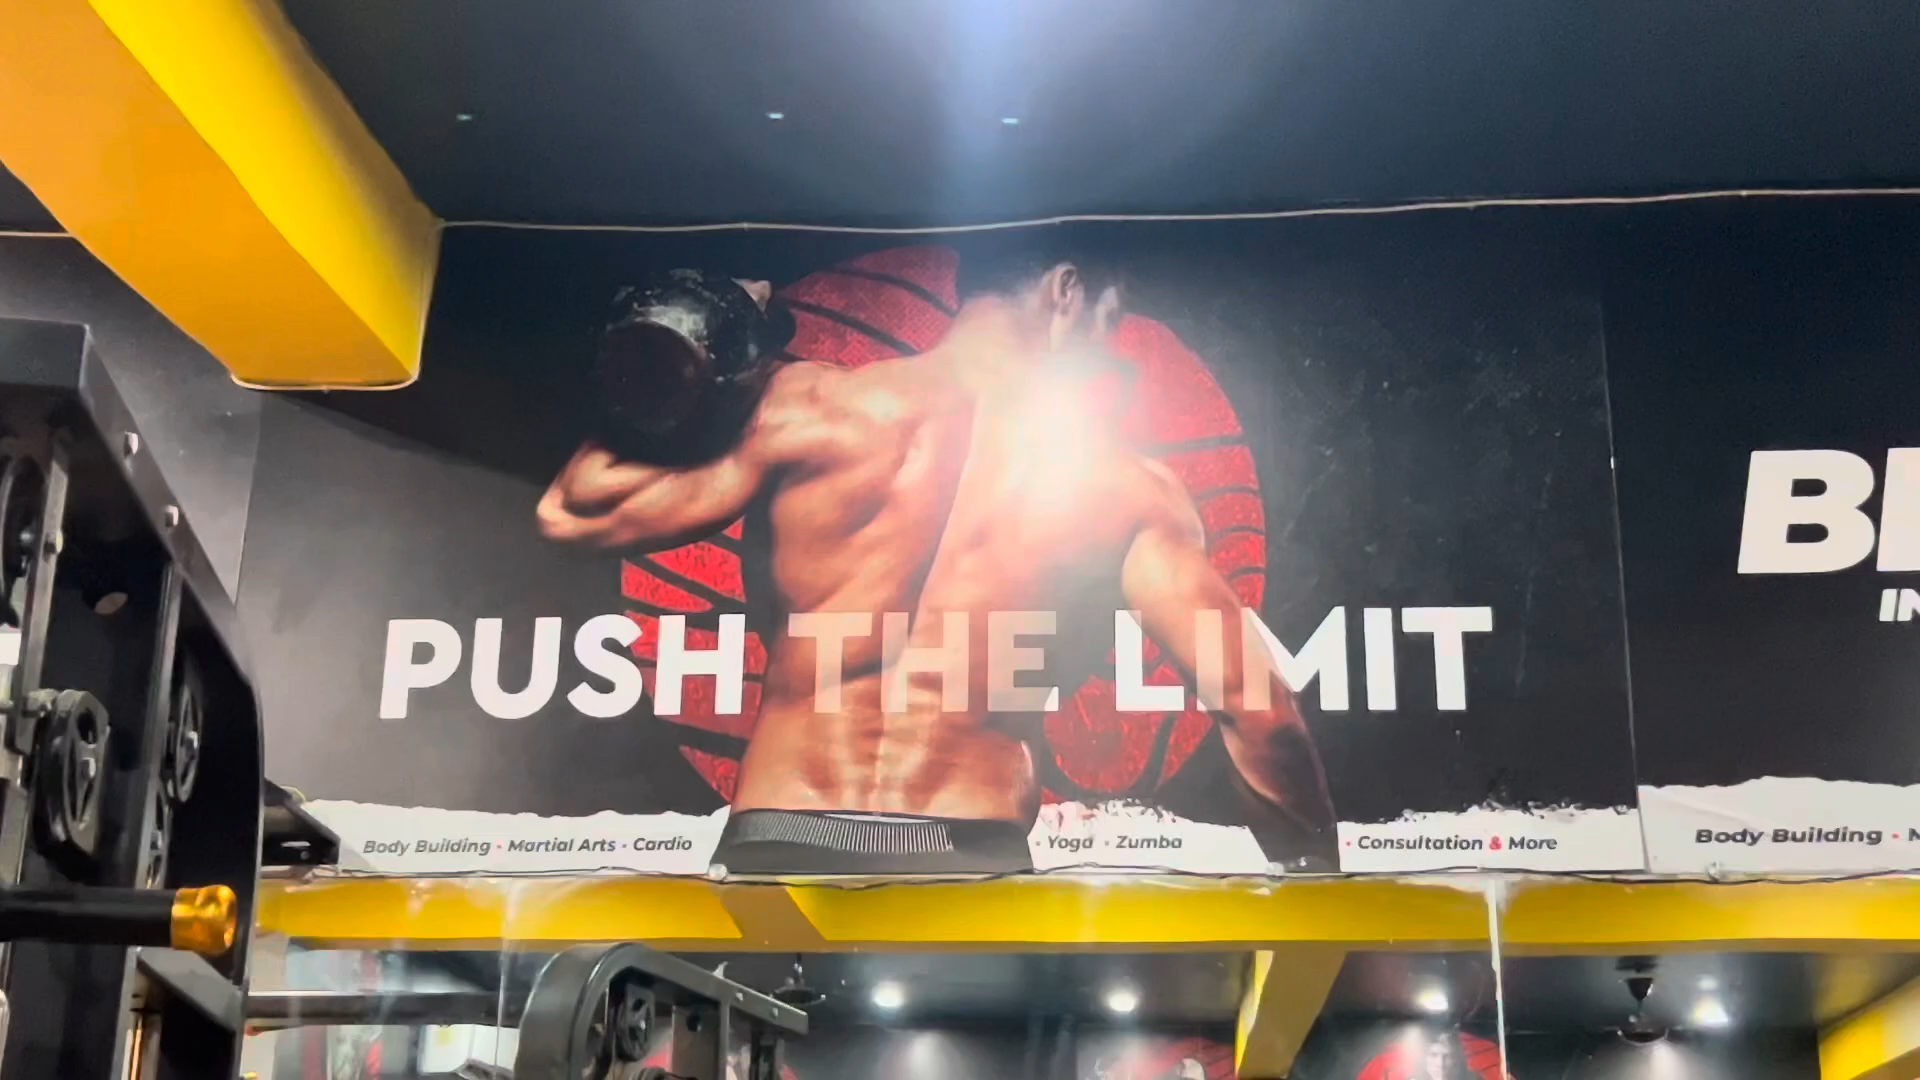 PUSH THE LIMIT
Body Building • Martial Arts • Cardio • Yoga • Zumba • Consultation & More
Body Building •